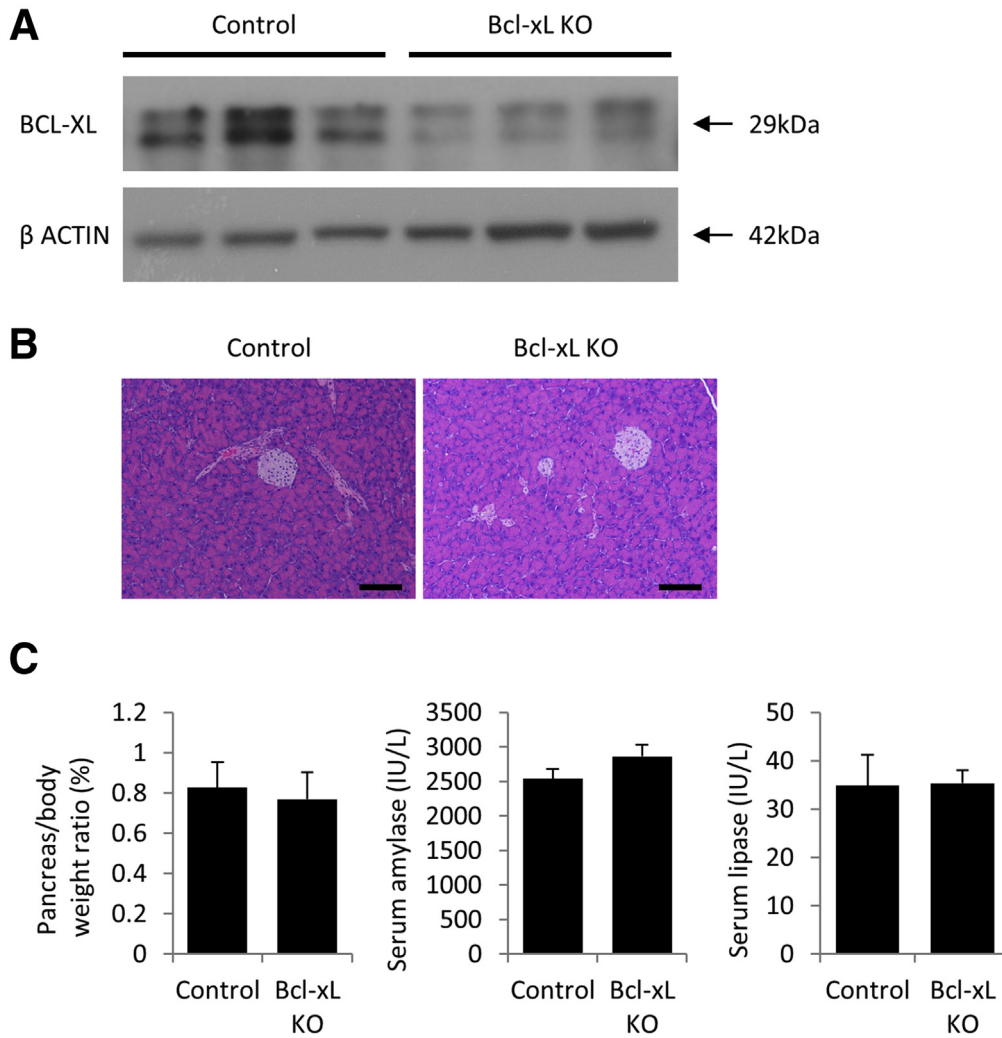 A
Control Bcl-xL KO
BCL-XL 29kDa
β ACTIN 42kDa
B
Control Bcl-xL KO
C
Pancreas/body
weight ratio (%)
1.2
1
0.8
0.6
0.4
0.2
0
Control Bcl-xL
KO
Serum amylase (IU/L)
3500
3000
2500
2000
1500
1000
500
0
Control Bcl-xL
KO
Serum lipase (IU/L)
50
40
30
20
10
0
Control Bcl-xL
KO